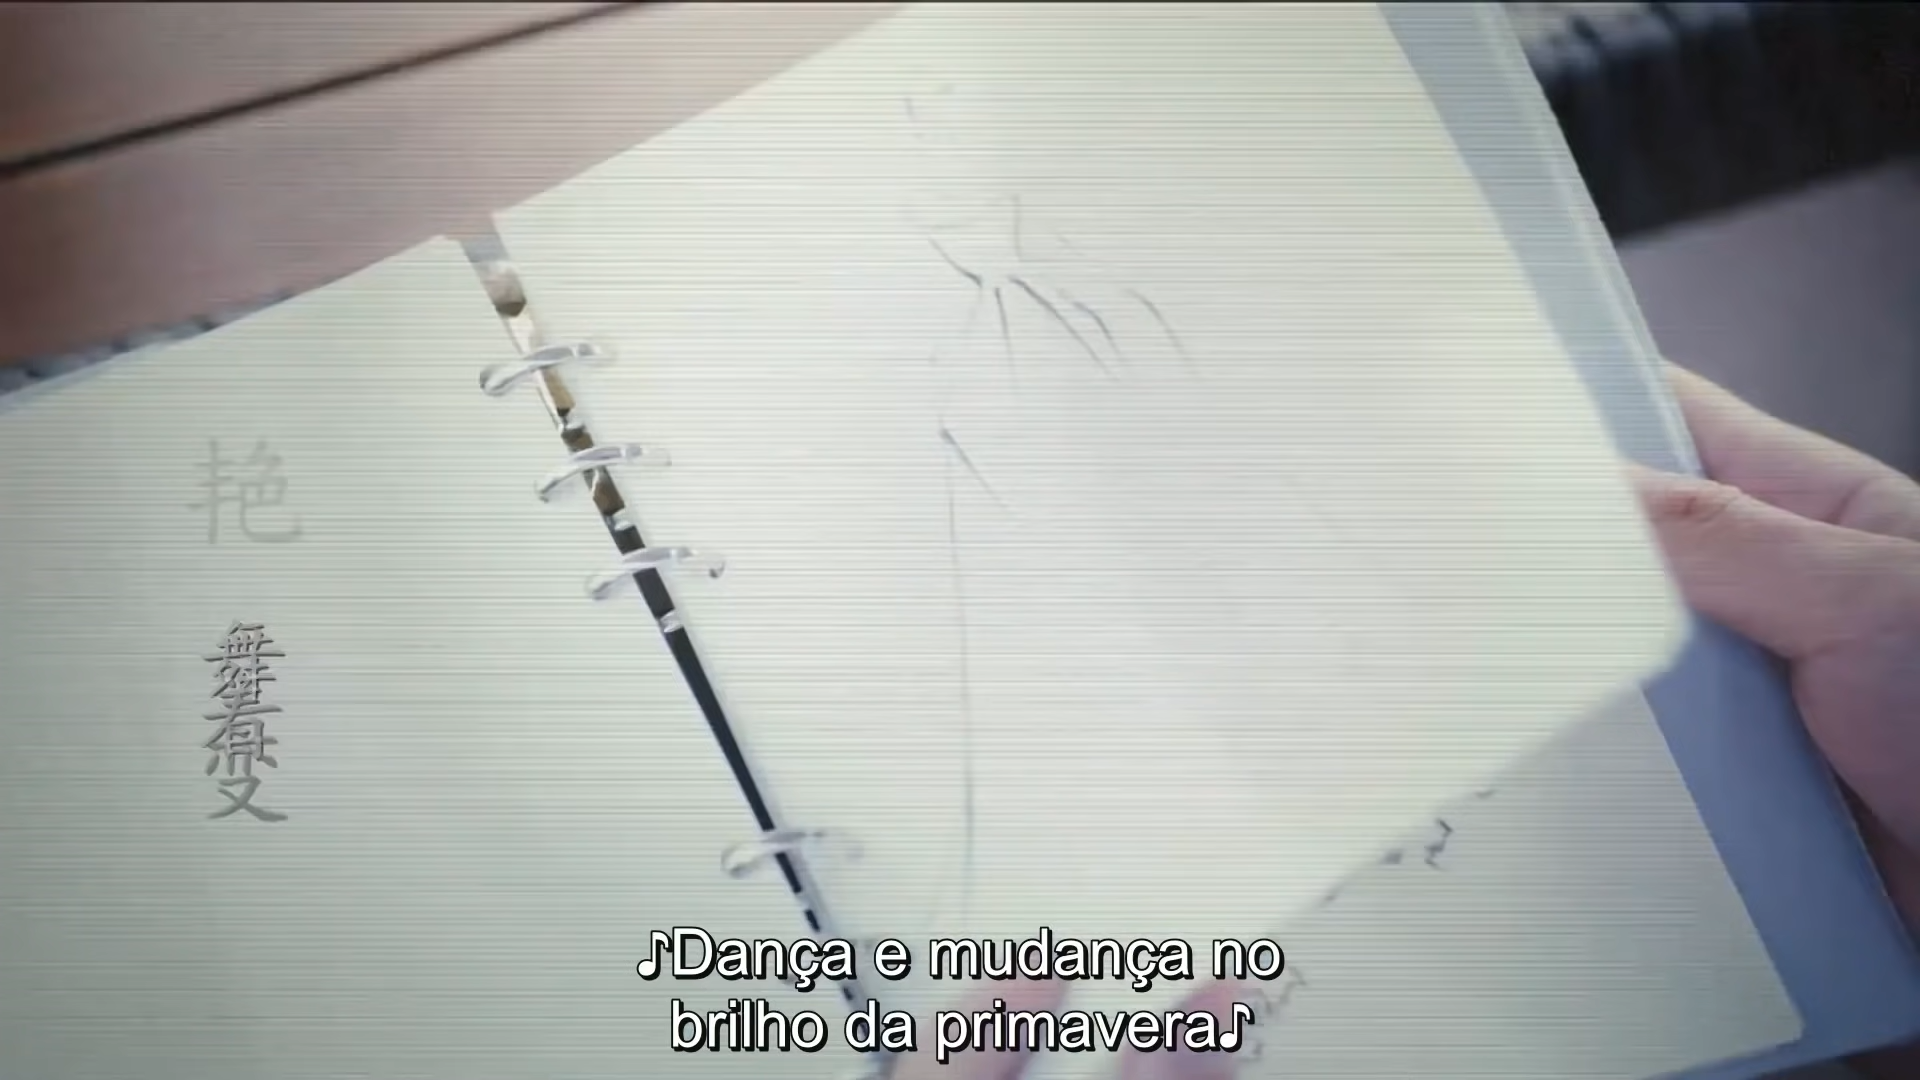 艳
舞
♪Dança e mudança no
brilho da primavera♪